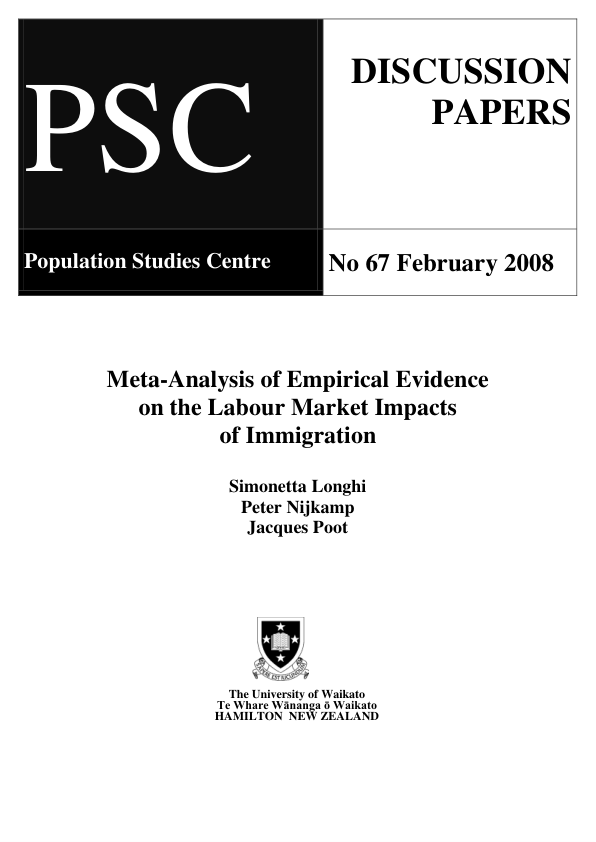 PSC
DISCUSSION
PAPERS
Population Studies Centre
No 67 February 2008
Meta-Analysis of Empirical Evidence
on the Labour Market Impacts
of Immigration
Simonetta Longhi
Peter Nijkamp
Jacques Poot
The University of Waikato
Te Whare Wānanga ō Waikato
HAMILTON  NEW ZEALAND